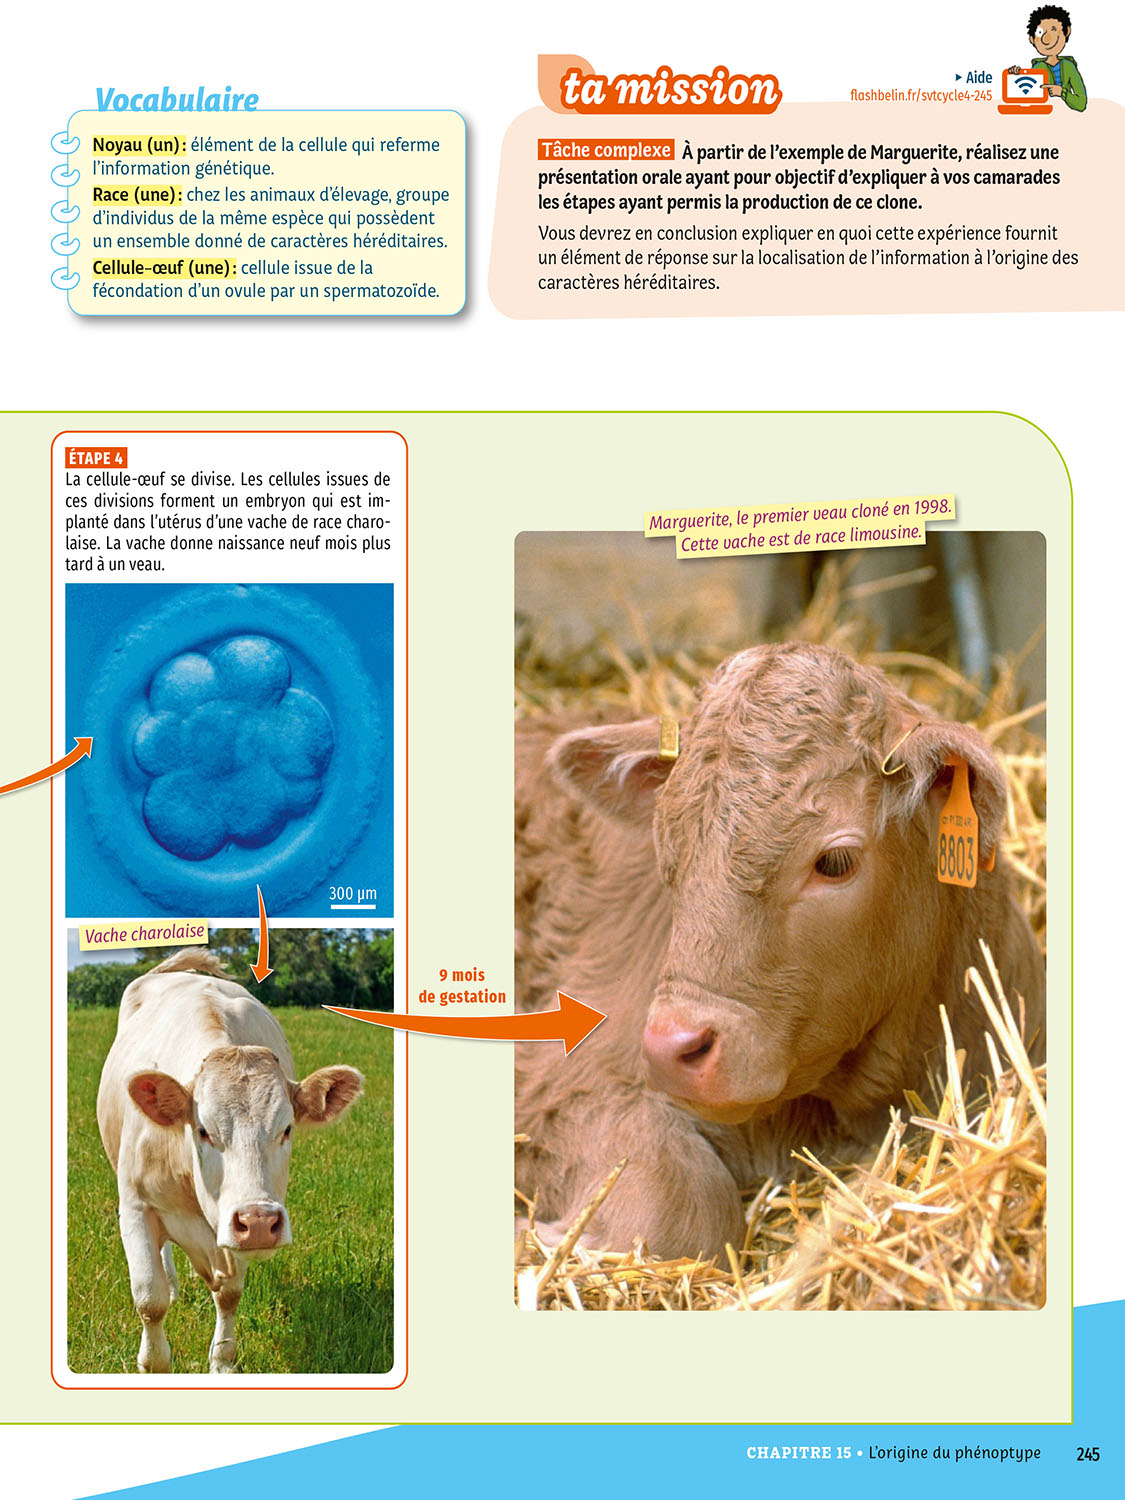 Vocabulaire
Noyau (un) : élément de la cellule qui referme
l'information génétique.
Race (une) : chez les animaux d'élevage, groupe
d'individus de la même espèce qui possèdent
un ensemble donné de caractères héréditaires.
Cellule-œuf (une) : cellule issue de la
fécondation d'un ovule par un spermatozoïde.
ta mission
▸ Aide
flashbelin.fr/svtcycle4-245
Tâche complexe À partir de l'exemple de Marguerite, réalisez une
présentation orale ayant pour objectif d'expliquer à vos camarades
les étapes ayant permis la production de ce clone.
Vous devrez en conclusion expliquer en quoi cette expérience fournit
un élément de réponse sur la localisation de l'information à l'origine des
caractères héréditaires.
ÉTAPE 4
La cellule-œuf se divise. Les cellules issues de
ces divisions forment un embryon qui est im-
planté dans l'utérus d'une vache de race charo-
laise. La vache donne naissance neuf mois plus
tard à un veau.
300 µm
Vache charolaise
9 mois
de gestation
Marguerite, le premier veau cloné en 1998.
Cette vache est de race limousine.
8803
CHAPITRE 15 • L'origine du phénoptype
245